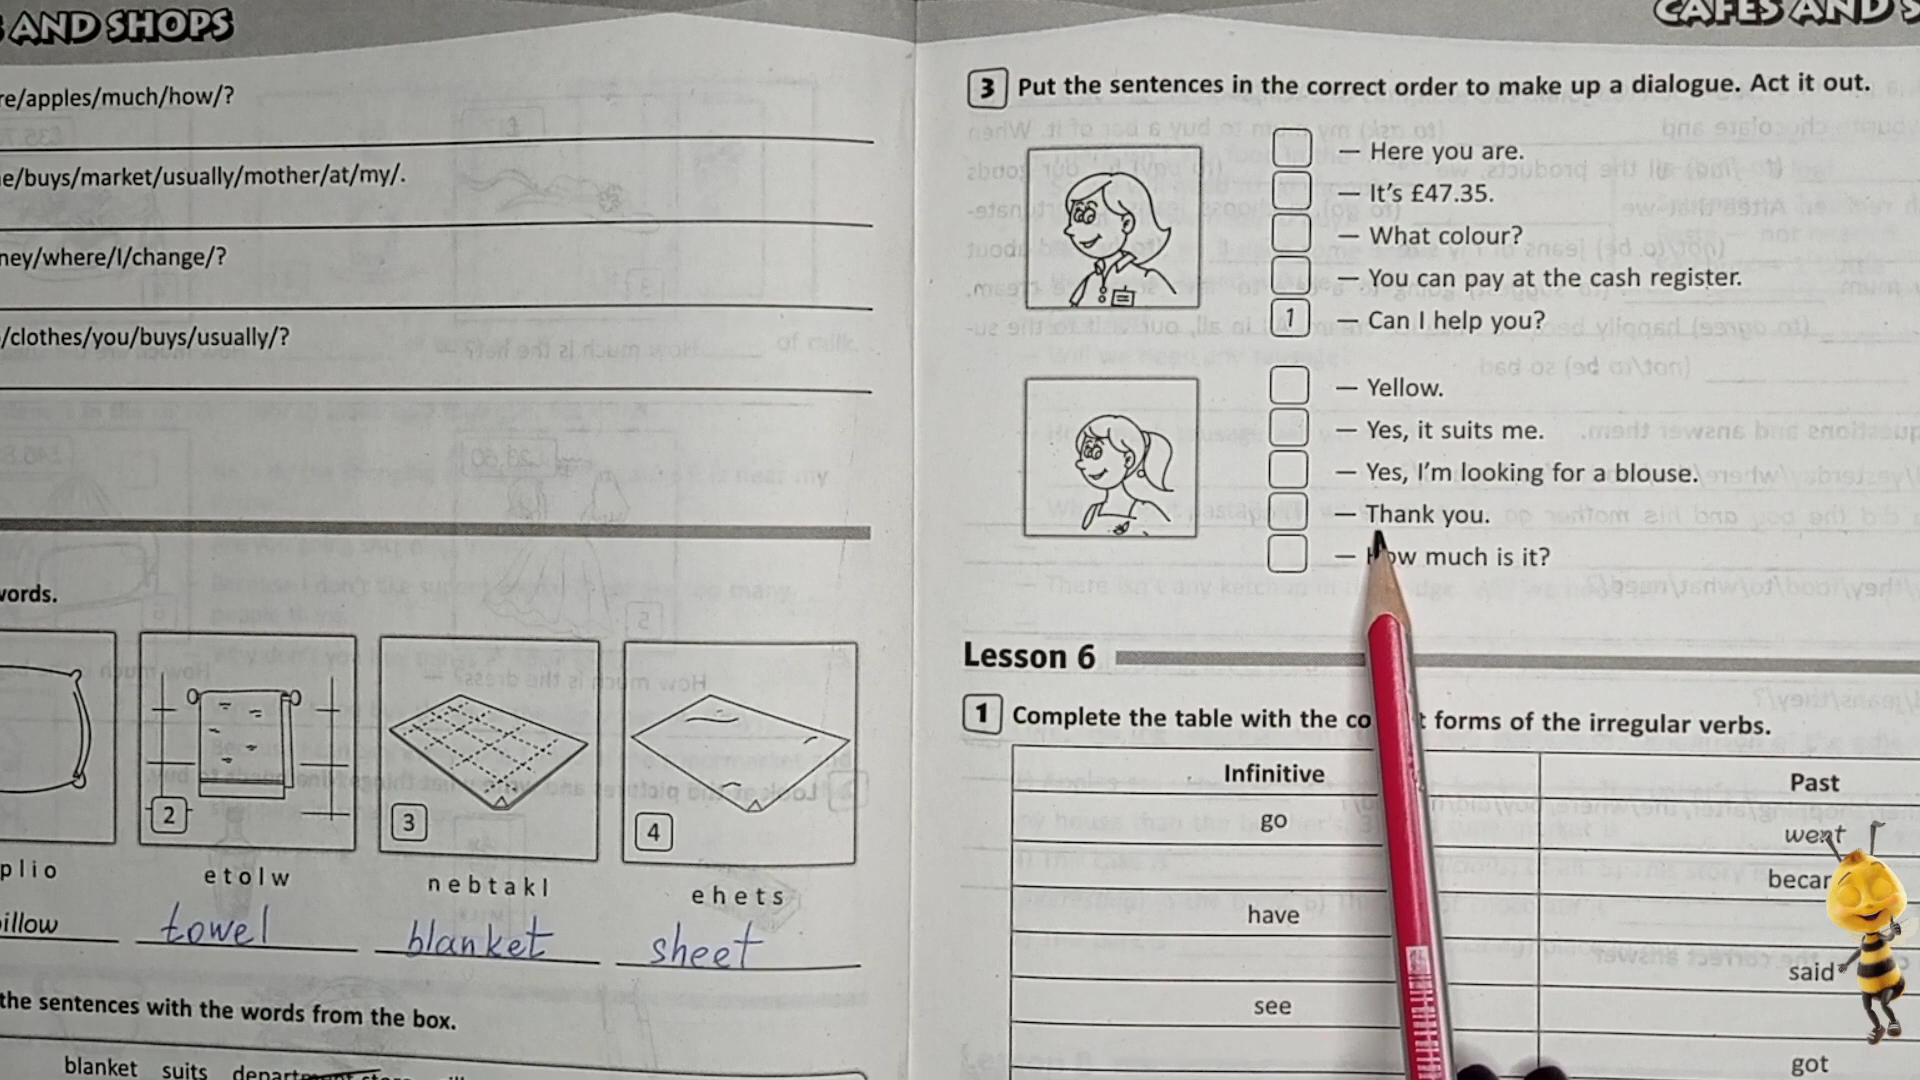 AND SHOPS
re/apples/much/how/?
e/buys/market/usually/mother/at/my/.
ney/where/I/change/?
/clothes/you/buys/usually/?
words.
2
3
4
plio
etolw
nebtakl
ehets
illow
towel
blanket
sheet
the sentences with the words from the box.
blanket suits
CAFES AND S
3 Put the sentences in the correct order to make up a dialogue. Act it out.
— Here you are.
— It's £47.35.
— What colour?
— You can pay at the cash register.
1 — Can I help you?
— Yellow.
— Yes, it suits me.
— Yes, I'm looking for a blouse.
— Thank you.
— How much is it?
Lesson 6
1 Complete the table with the co t forms of the irregular verbs.
Infinitive Past
go went
becam
have
said
see
got